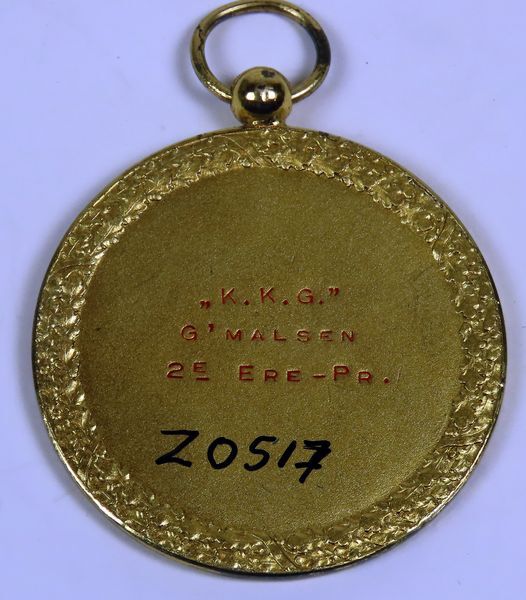 „K.K.G.”
G'MALSEN
2E ERE-PR.
Z0517